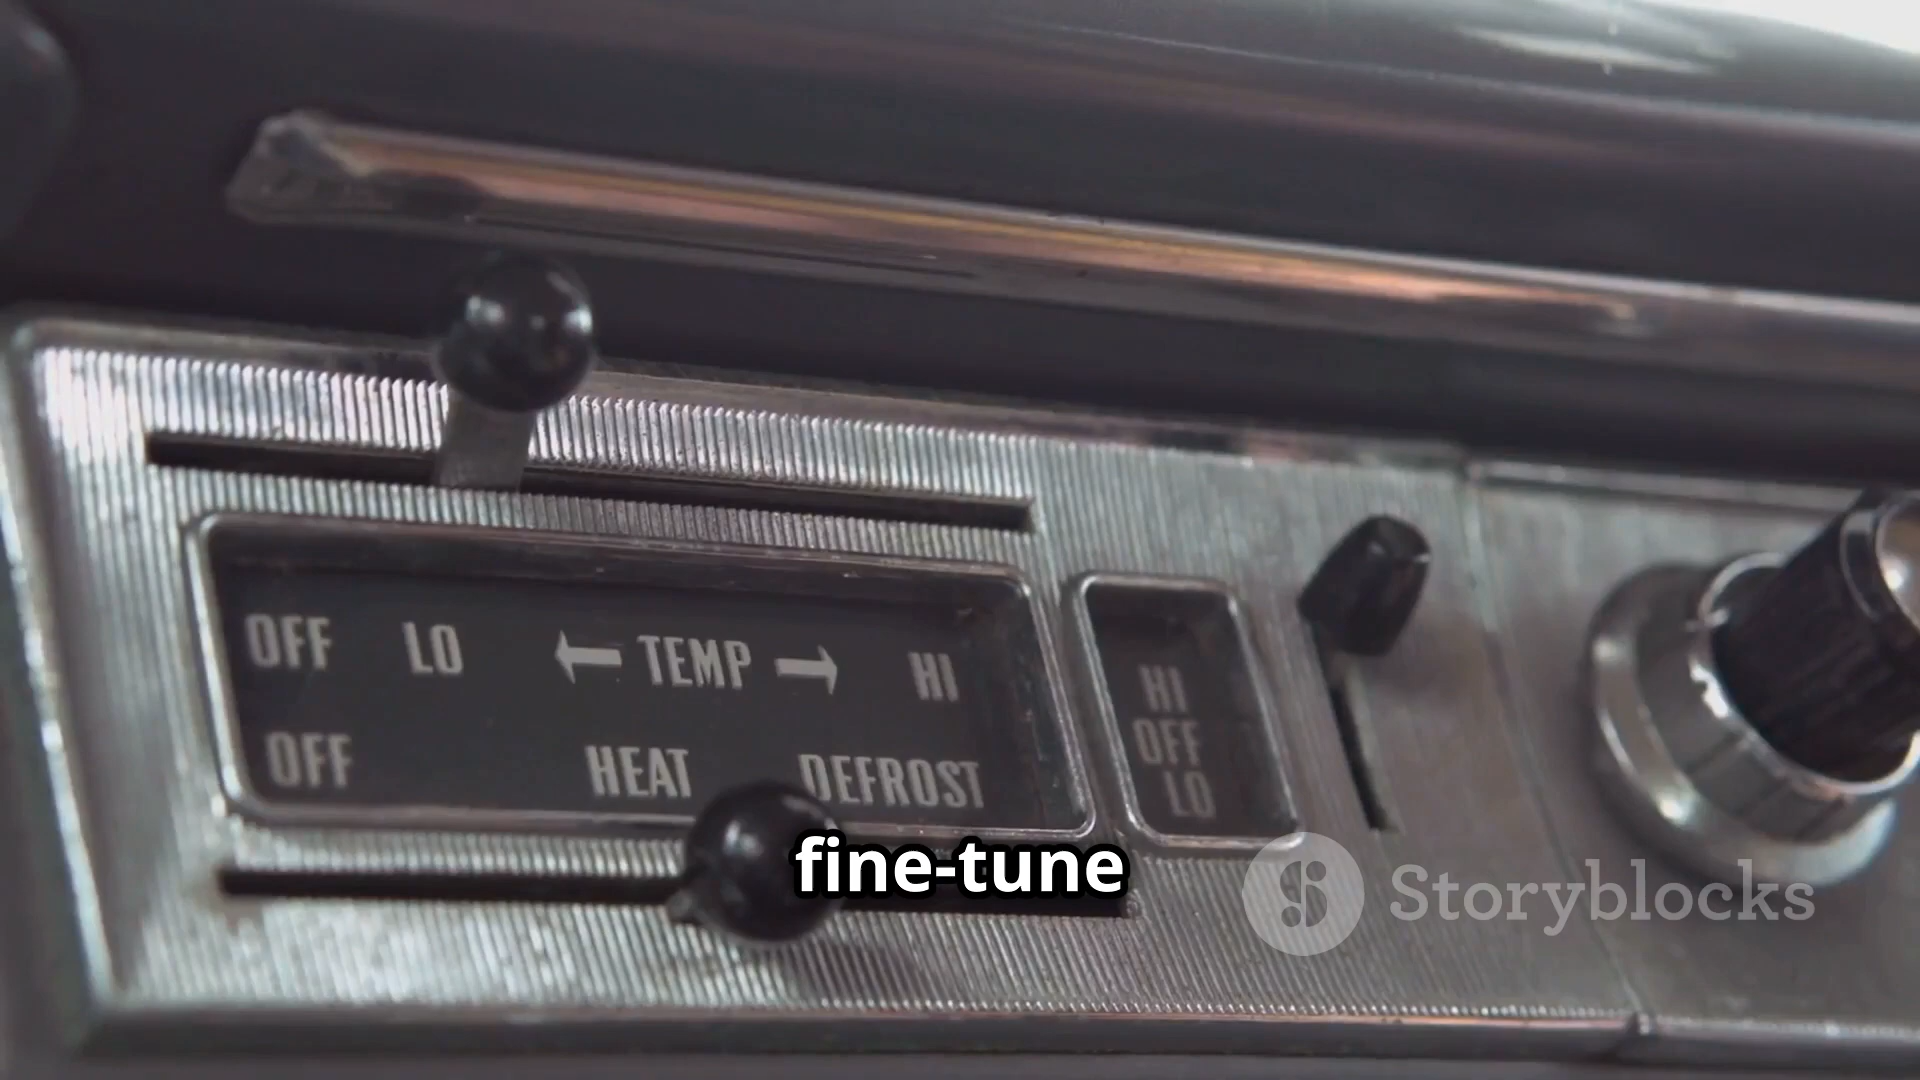 OFF LO ← TEMP → HI
OFF HEAT DEFROST
HI
OFF
LO
fine-tune
Storyblocks